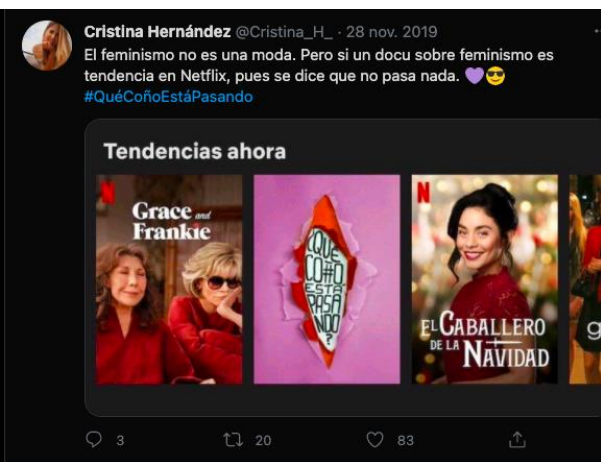 Cristina Hernández @Cristina_H_ · 28 nov. 2019
El feminismo no es una moda. Pero si un docu sobre feminismo es
tendencia en Netflix, pues se dice que no pasa nada. 💜😎
#QuéCoñoEstáPasando
Tendencias ahora
N
Grace and
Frankie
¿QUÉ
CO#O
ESTÁ
PASA
NDO?
N
EL CABALLERO
DE LA NAVIDAD
g
3
20
83